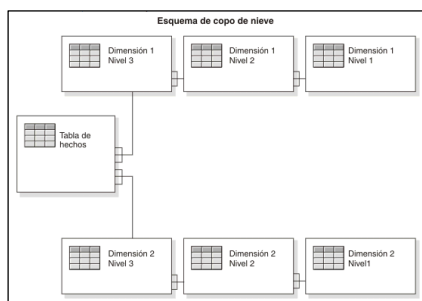 Esquema de copo de nieve
Dimensión 1
Nivel 3
Dimensión 1
Nivel 2
Dimensión 1
Nivel 1
Tabla de
hechos
Dimensión 2
Nivel 3
Dimensión 2
Nivel 2
Dimensión 2
Nivel1